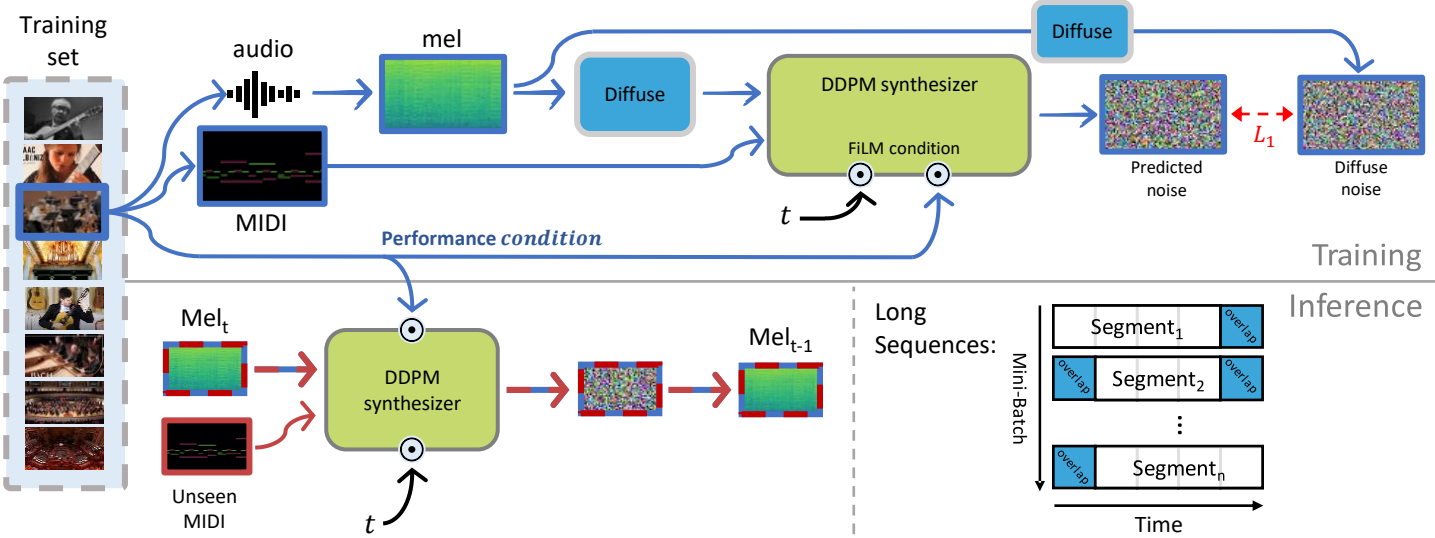 Training
set
audio
mel
Diffuse
Diffuse
DDPM synthesizer
FiLM condition
MIDI
t
Predicted
noise
L1
Diffuse
noise
Performance condition
Training
Inference
Melt
DDPM
synthesizer
Melt-1
Unseen
MIDI
t
Long
Sequences:
Mini-Batch
Segment1
overlap
overlap
Segment2
overlap
...
overlap
Segmentn
Time